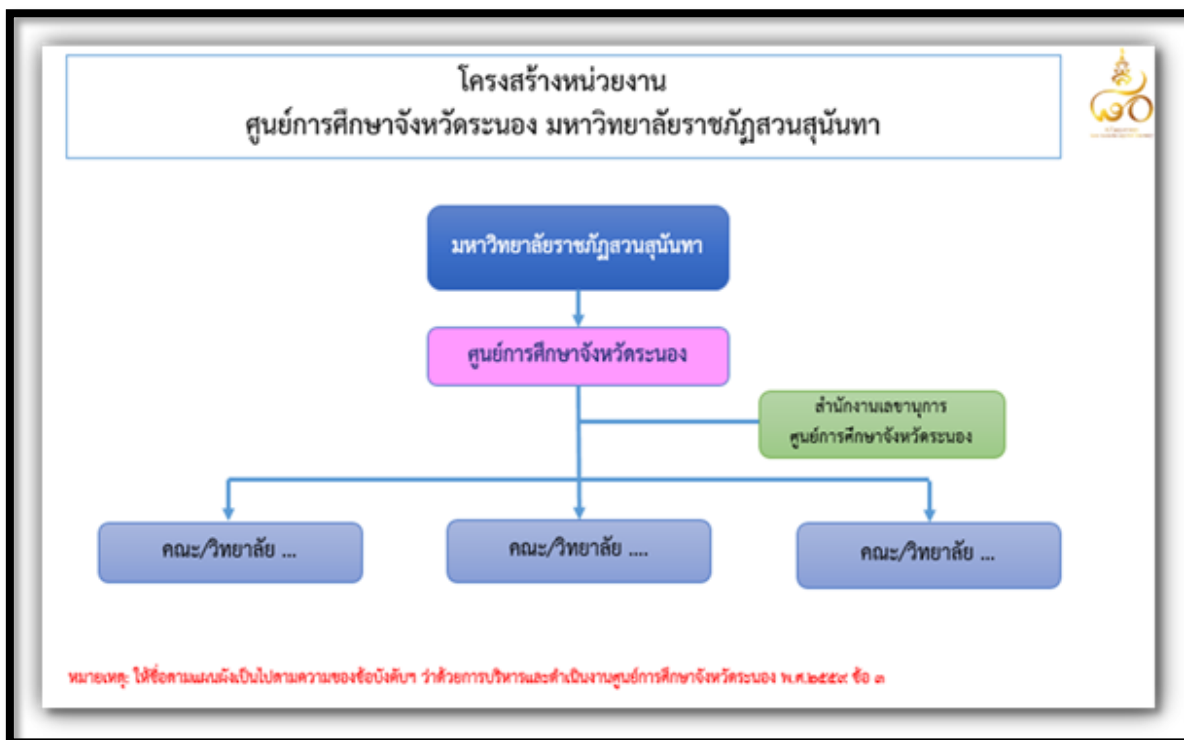 โครงสร้างหน่วยงาน
ศูนย์การศึกษาจังหวัดระนอง มหาวิทยาลัยราชภัฏสวนสุนันทา
มหาวิทยาลัยราชภัฏสวนสุนันทา
ศูนย์การศึกษาจังหวัดระนอง
สำนักงานเลขานุการ
ศูนย์การศึกษาจังหวัดระนอง
คณะ/วิทยาลัย ...
คณะ/วิทยาลัย ....
คณะ/วิทยาลัย ...
หมายเหตุ: ให้ชื่อตามแผนผังเป็นไปตามความของข้อบังคับฯ ว่าด้วยการบริหารและดำเนินงานศูนย์การศึกษาจังหวัดระนอง พ.ศ.๒๕๕๙ ข้อ ๓